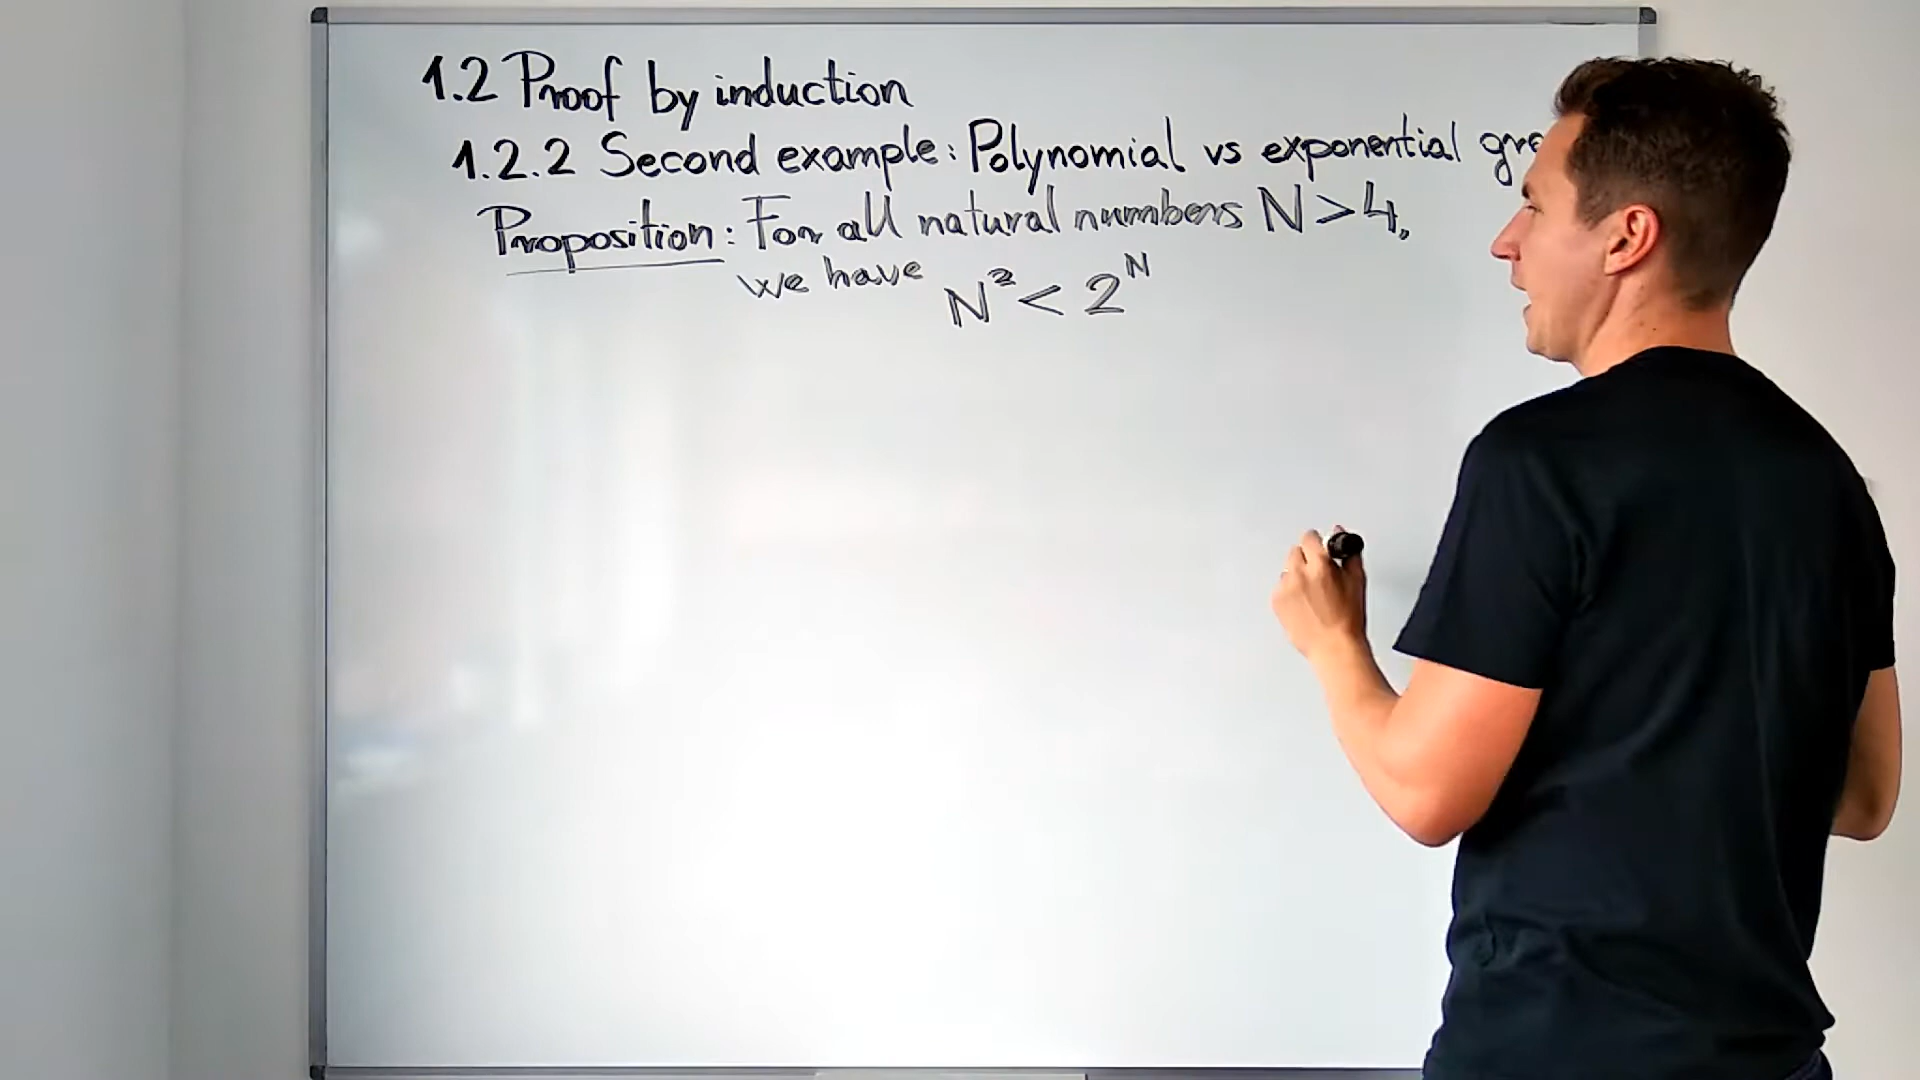 1.2 Proof by induction
1.2.2 Second example: Polynomial vs exponential
Proposition: For all natural numbers N > 4,
we have N² < 2ᴺ